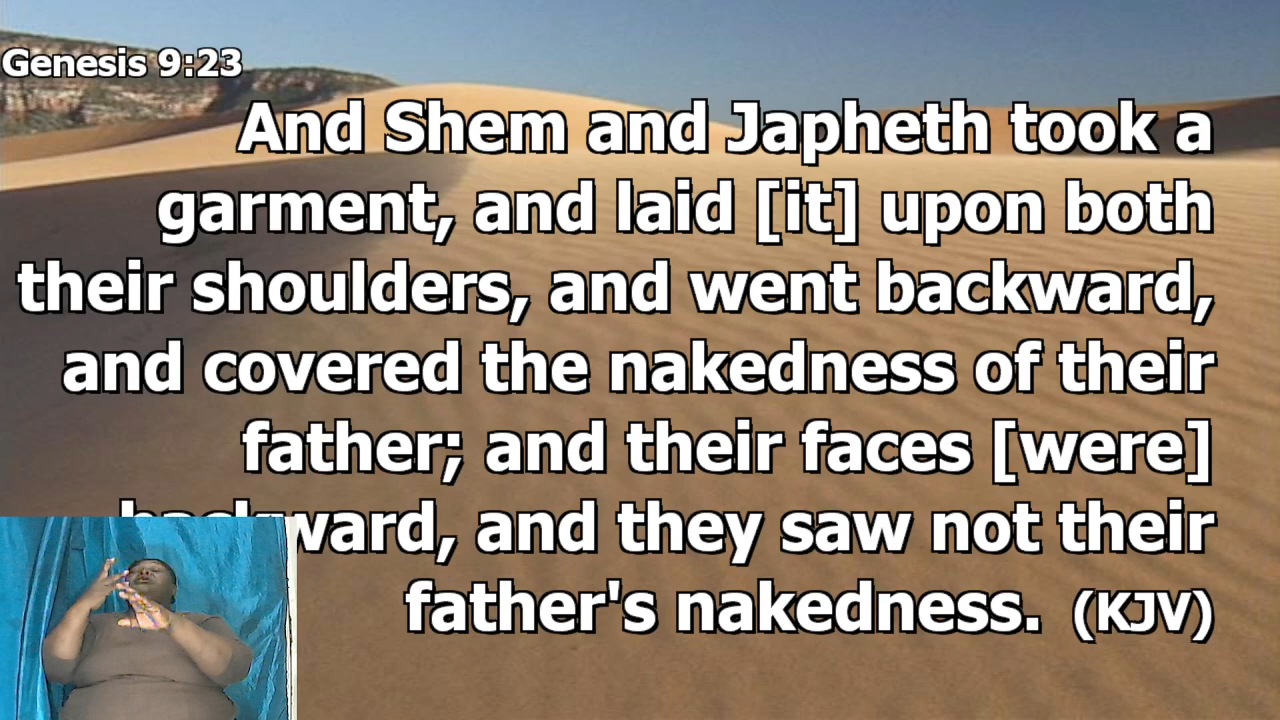 Genesis 9:23
And Shem and Japheth took a
garment, and laid [it] upon both
their shoulders, and went backward,
and covered the nakedness of their
father; and their faces [were]
backward, and they saw not their
father's nakedness. (KJV)